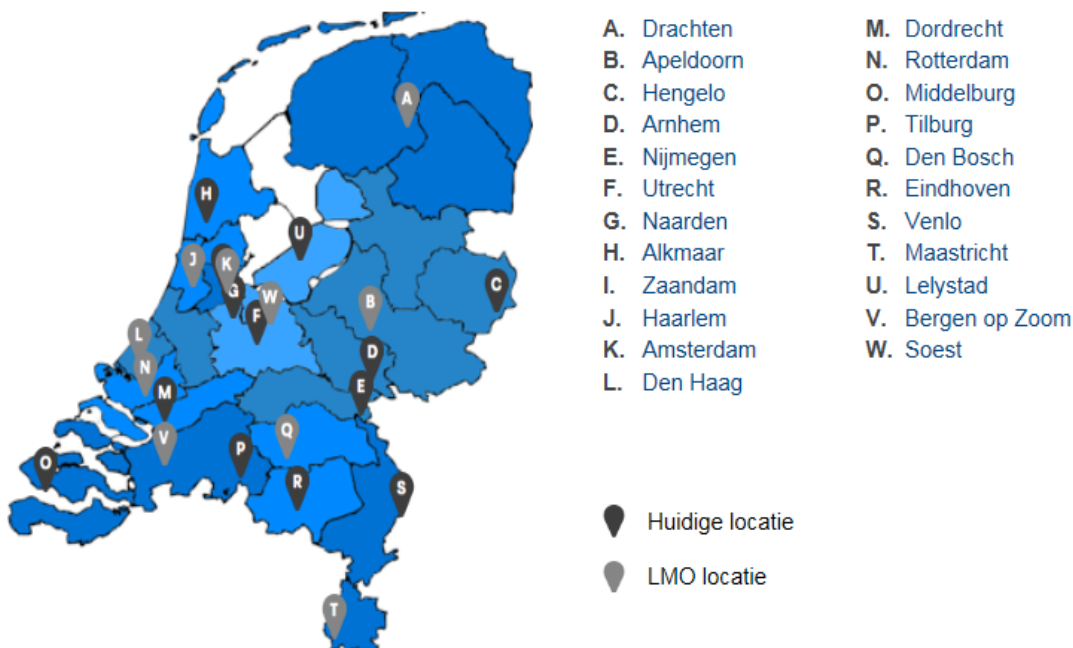 A. Drachten
B. Apeldoorn
C. Hengelo
D. Arnhem
E. Nijmegen
F. Utrecht
G. Naarden
H. Alkmaar
I. Zaandam
J. Haarlem
K. Amsterdam
L. Den Haag
M. Dordrecht
N. Rotterdam
O. Middelburg
P. Tilburg
Q. Den Bosch
R. Eindhoven
S. Venlo
T. Maastricht
U. Lelystad
V. Bergen op Zoom
W. Soest
Huidige locatie
LMO locatie
A
H
U
J
K
G
W
B
C
F
L
N
D
E
M
V
Q
P
O
R
S
T